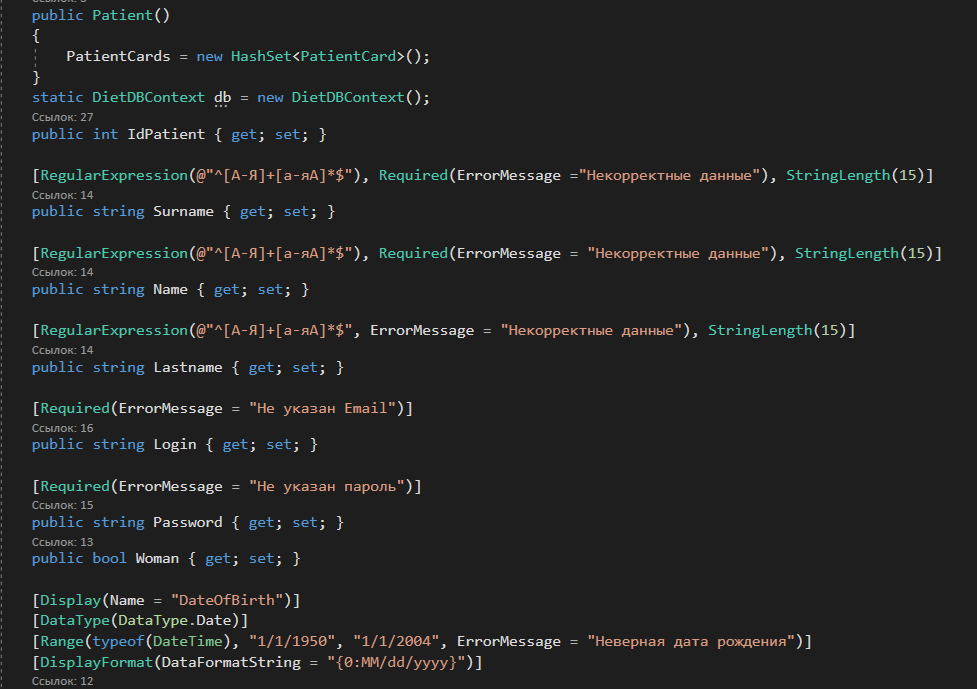 public Patient()
{
PatientCards = new HashSet<PatientCard>();
}
static DietDBContext db = new DietDBContext();
Ссылок: 27
public int IdPatient { get; set; }
[RegularExpression(@"^[А-Я]+[а-яА]*$"), Required(ErrorMessage ="Некорректные данные"), StringLength(15)]
Ссылок: 14
public string Surname { get; set; }
[RegularExpression(@"^[А-Я]+[а-яА]*$"), Required(ErrorMessage = "Некорректные данные"), StringLength(15)]
Ссылок: 14
public string Name { get; set; }
[RegularExpression(@"^[А-Я]+[а-яА]*$", ErrorMessage = "Некорректные данные"), StringLength(15)]
Ссылок: 14
public string Lastname { get; set; }
[Required(ErrorMessage = "Не указан Email")]
Ссылок: 16
public string Login { get; set; }
[Required(ErrorMessage = "Не указан пароль")]
Ссылок: 15
public string Password { get; set; }
Ссылок: 13
public bool Woman { get; set; }
[Display(Name = "DateOfBirth")]
[DataType(DataType.Date)]
[Range(typeof(DateTime), "1/1/1950", "1/1/2004", ErrorMessage = "Неверная дата рождения")]
[DisplayFormat(DataFormatString = "{0:MM/dd/yyyy}")]
Ссылок: 12